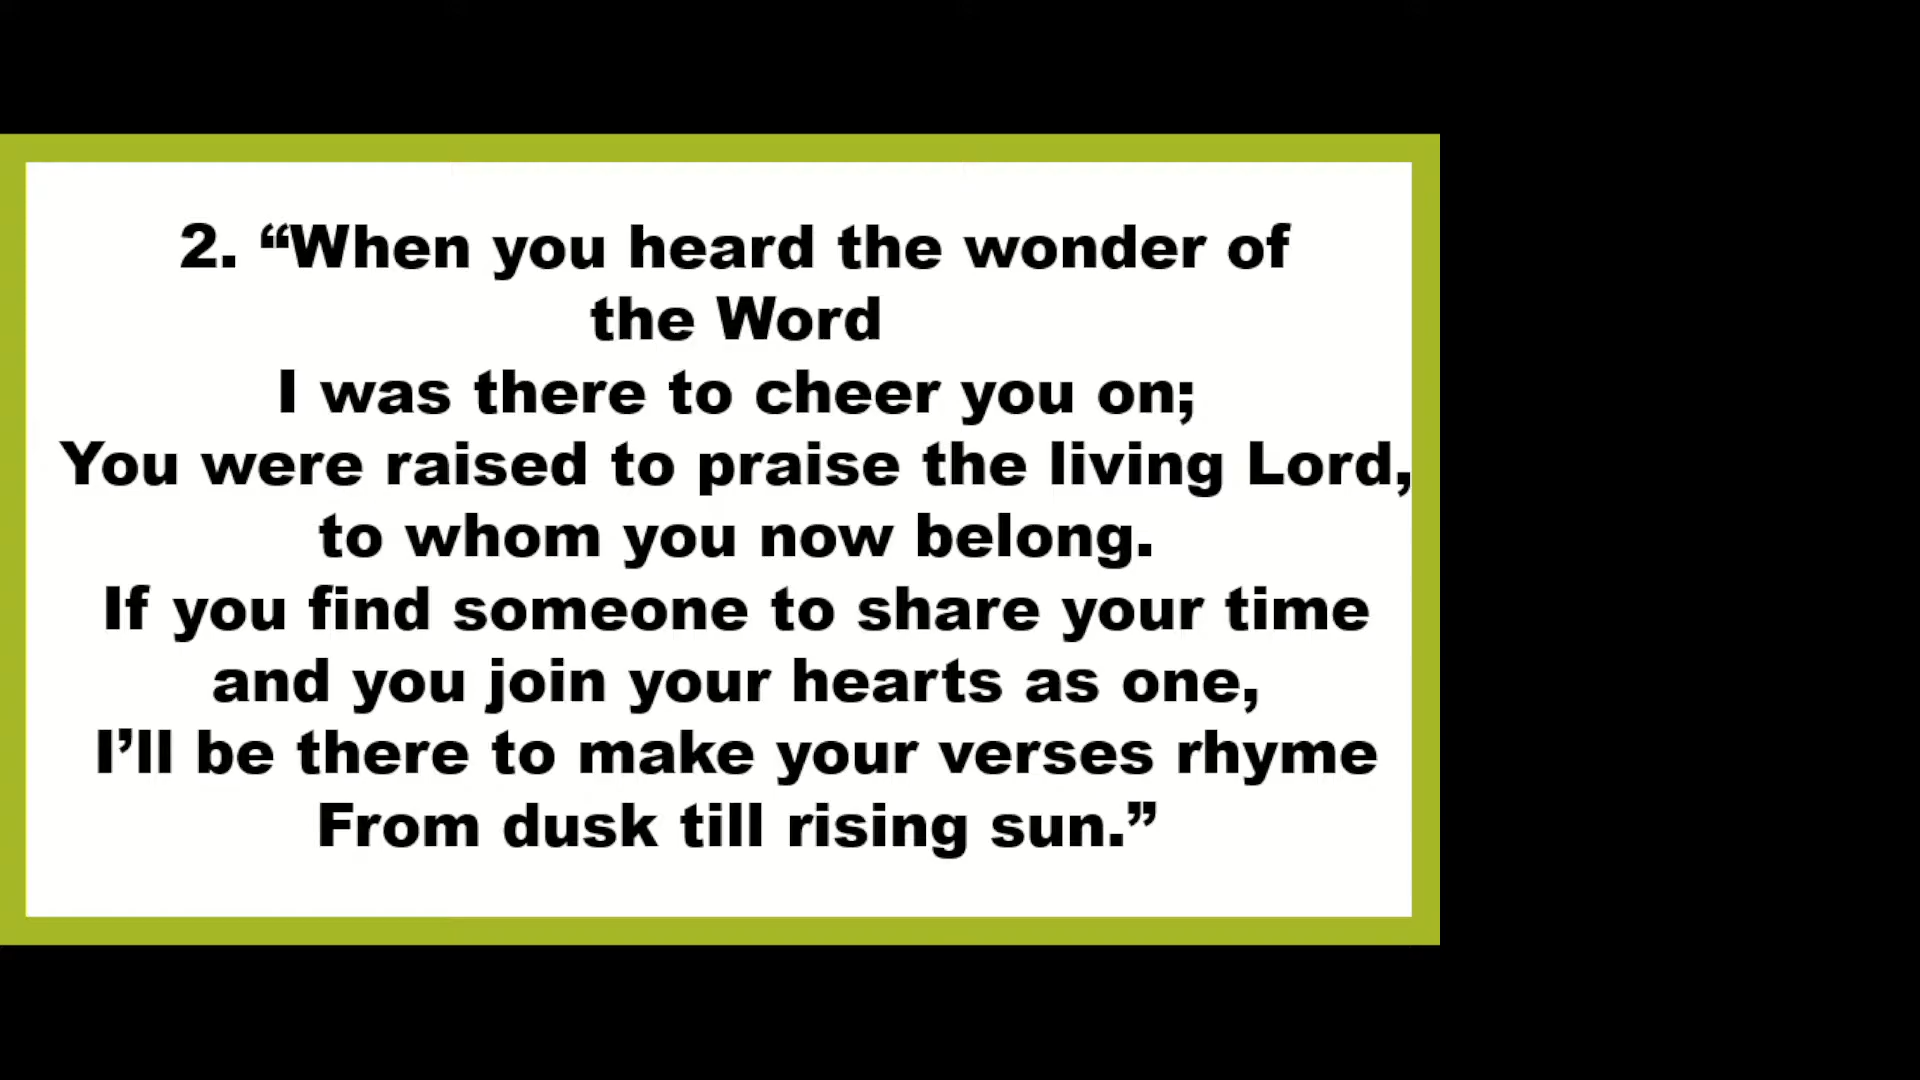 2. “When you heard the wonder of
the Word
I was there to cheer you on;
You were raised to praise the living Lord,
to whom you now belong.
If you find someone to share your time
and you join your hearts as one,
I’ll be there to make your verses rhyme
From dusk till rising sun.”